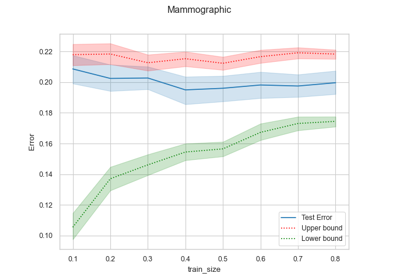 Mammographic
0.22
0.20
0.18
0.16
0.14
0.12
0.10
Error
0.1 0.2 0.3 0.4 0.5 0.6 0.7 0.8
train_size
Test Error
Upper bound
Lower bound